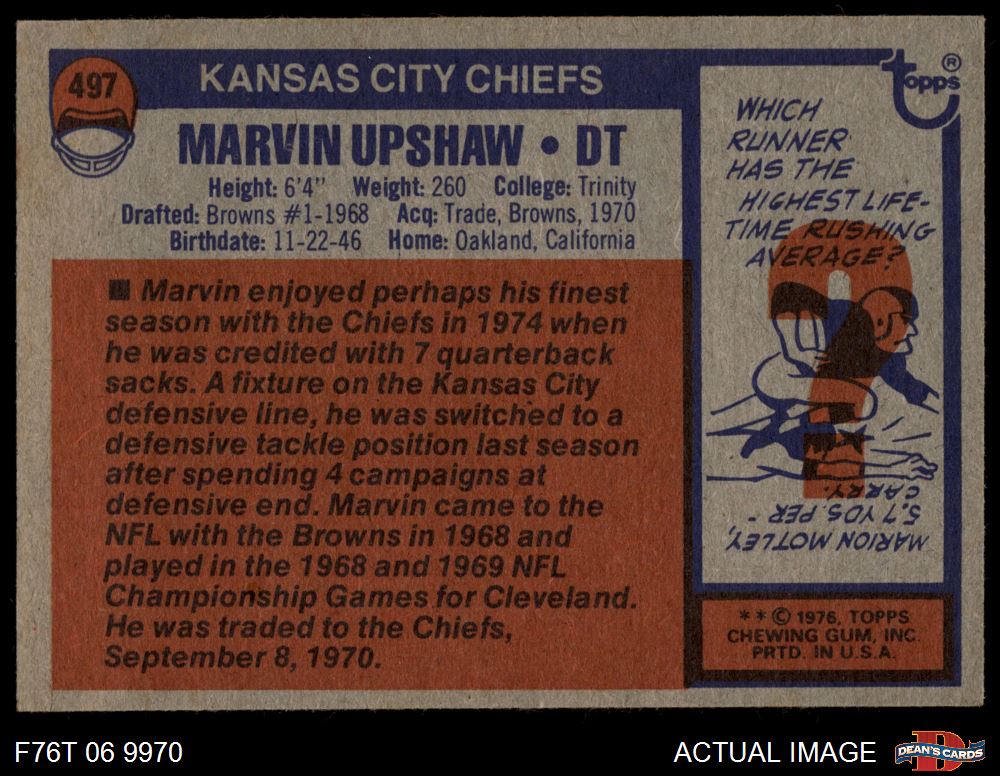 497
KANSAS CITY CHIEFS
MARVIN UPSHAW • DT
Height: 6'4" Weight: 260 College: Trinity
Drafted: Browns #1-1968 Acq: Trade, Browns, 1970
Birthdate: 11-22-46 Home: Oakland, California
■ Marvin enjoyed perhaps his finest
season with the Chiefs in 1974 when
he was credited with 7 quarterback
sacks. A fixture on the Kansas City
defensive line, he was switched to a
defensive tackle position last season
after spending 4 campaigns at
defensive end. Marvin came to the
NFL with the Browns in 1968 and
played in the 1968 and 1969 NFL
Championship Games for Cleveland.
He was traded to the Chiefs,
September 8, 1970.
topps ®
WHICH
RUNNER
HAS THE
HIGHEST LIFE-
TIME RUSHING
AVERAGE?
?
MARION MOTLEY,
5.7 YDS. PER -
CARRY.
* * © 1976, TOPPS
CHEWING GUM, INC.
PRTD. IN U.S.A.
F76T 06 9970
ACTUAL IMAGE
DEAN'S CARDS